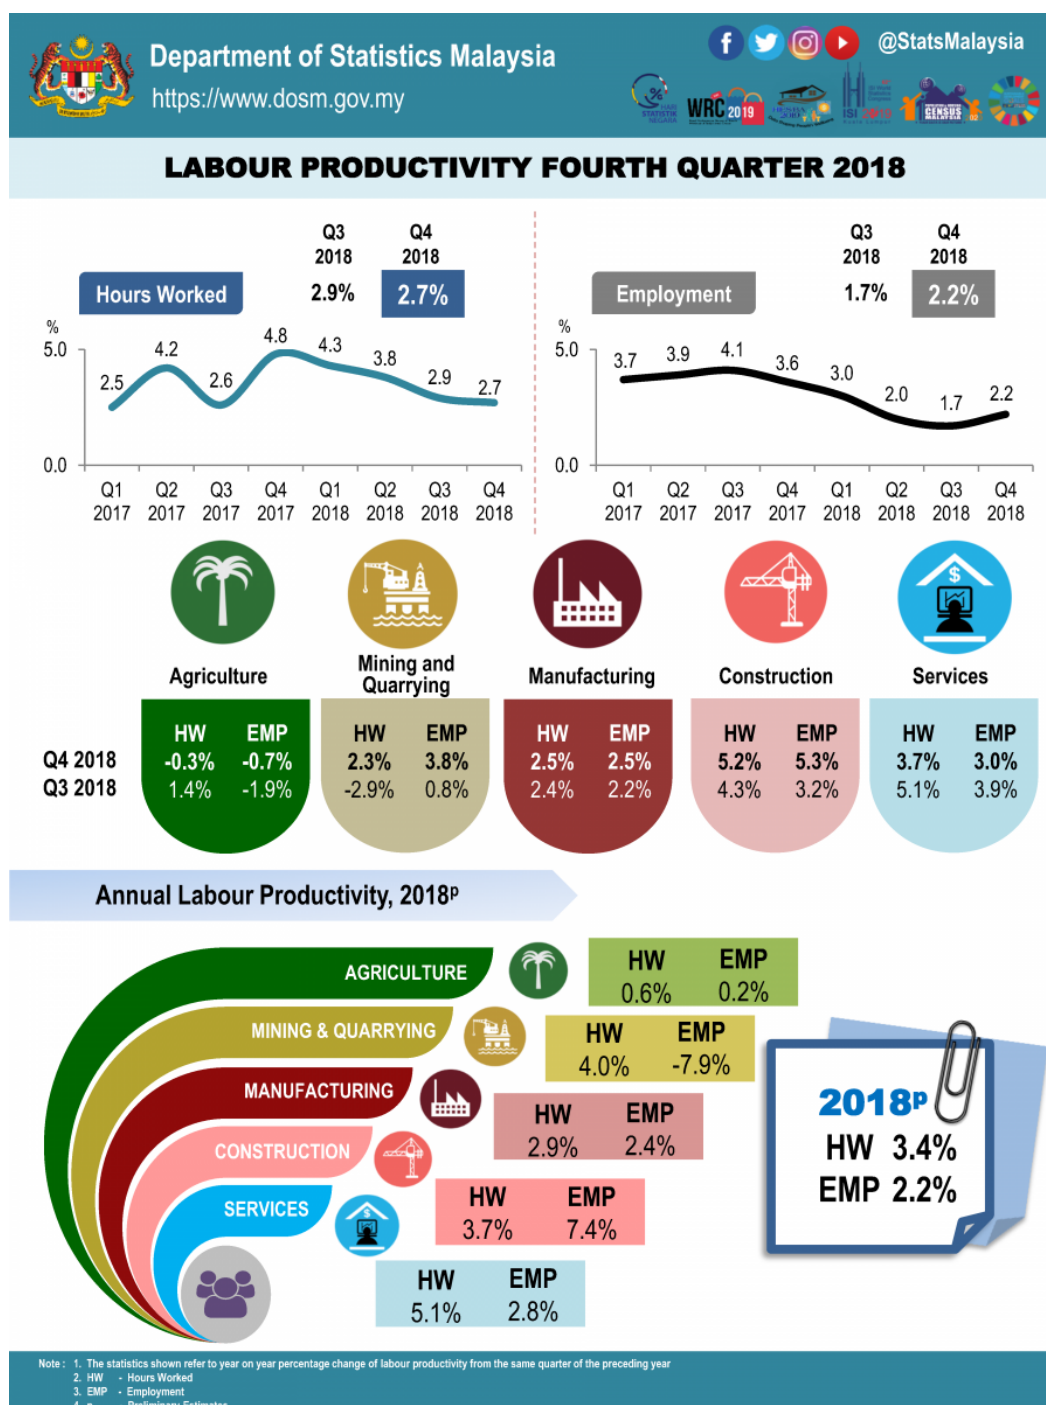 Department of Statistics Malaysia
https://www.dosm.gov.my
@StatsMalaysia
HARI STATISTIK NEGARA
WRC 2019
ISI 2019
CENSUS
MALAYSIA
LABOUR PRODUCTIVITY FOURTH QUARTER 2018
Q3 2018 Q4 2018
Hours Worked 2.9% 2.7%
%
5.0
2.5 4.2 2.6 4.8 4.3 3.8 2.9 2.7
0.0
Q1 Q2 Q3 Q4 Q1 Q2 Q3 Q4
2017 2017 2017 2017 2018 2018 2018 2018
Q3 2018 Q4 2018
Employment 1.7% 2.2%
%
5.0
3.7 3.9 4.1 3.6 3.0 2.0 1.7 2.2
0.0
Q1 Q2 Q3 Q4 Q1 Q2 Q3 Q4
2017 2017 2017 2017 2018 2018 2018 2018
Agriculture Mining and Quarrying Manufacturing Construction Services
HW EMP HW EMP HW EMP HW EMP HW EMP
Q4 2018 -0.3% -0.7% 2.3% 3.8% 2.5% 2.5% 5.2% 5.3% 3.7% 3.0%
Q3 2018 1.4% -1.9% -2.9% 0.8% 2.4% 2.2% 4.3% 3.2% 5.1% 3.9%
Annual Labour Productivity, 2018p
AGRICULTURE
HW EMP
0.6% 0.2%
MINING & QUARRYING
HW EMP
4.0% -7.9%
MANUFACTURING
HW EMP
2.9% 2.4%
CONSTRUCTION
HW EMP
3.7% 7.4%
SERVICES
HW EMP
5.1% 2.8%
2018p
HW 3.4%
EMP 2.2%
Note : 1. The statistics shown refer to year on year percentage change of labour productivity from the same quarter of the preceding year
2. HW - Hours Worked
3. EMP - Employment
4. p - Preliminary Estimates